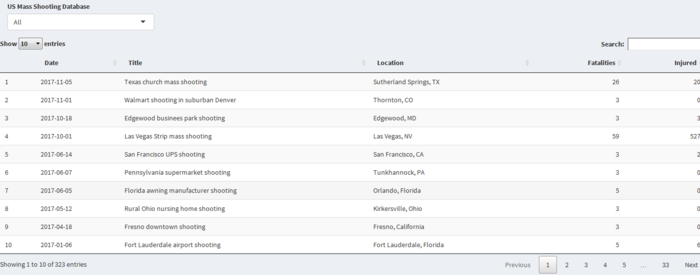 US Mass Shooting Database
All
Show 10 entries Search:
Date Title Location Fatalities Injured
1 2017-11-05 Texas church mass shooting Sutherland Springs, TX 26 20
2 2017-11-01 Walmart shooting in suburban Denver Thornton, CO 3 0
3 2017-10-18 Edgewood businees park shooting Edgewood, MD 3 3
4 2017-10-01 Las Vegas Strip mass shooting Las Vegas, NV 59 527
5 2017-06-14 San Francisco UPS shooting San Francisco, CA 3 2
6 2017-06-07 Pennsylvania supermarket shooting Tunkhannock, PA 3 0
7 2017-06-05 Florida awning manufacturer shooting Orlando, Florida 5 0
8 2017-05-12 Rural Ohio nursing home shooting Kirkersville, Ohio 3 0
9 2017-04-18 Fresno downtown shooting Fresno, California 3 0
10 2017-01-06 Fort Lauderdale airport shooting Fort Lauderdale, Florida 5 6
Showing 1 to 10 of 323 entries Previous 1 2 3 4 5 ... 33 Next